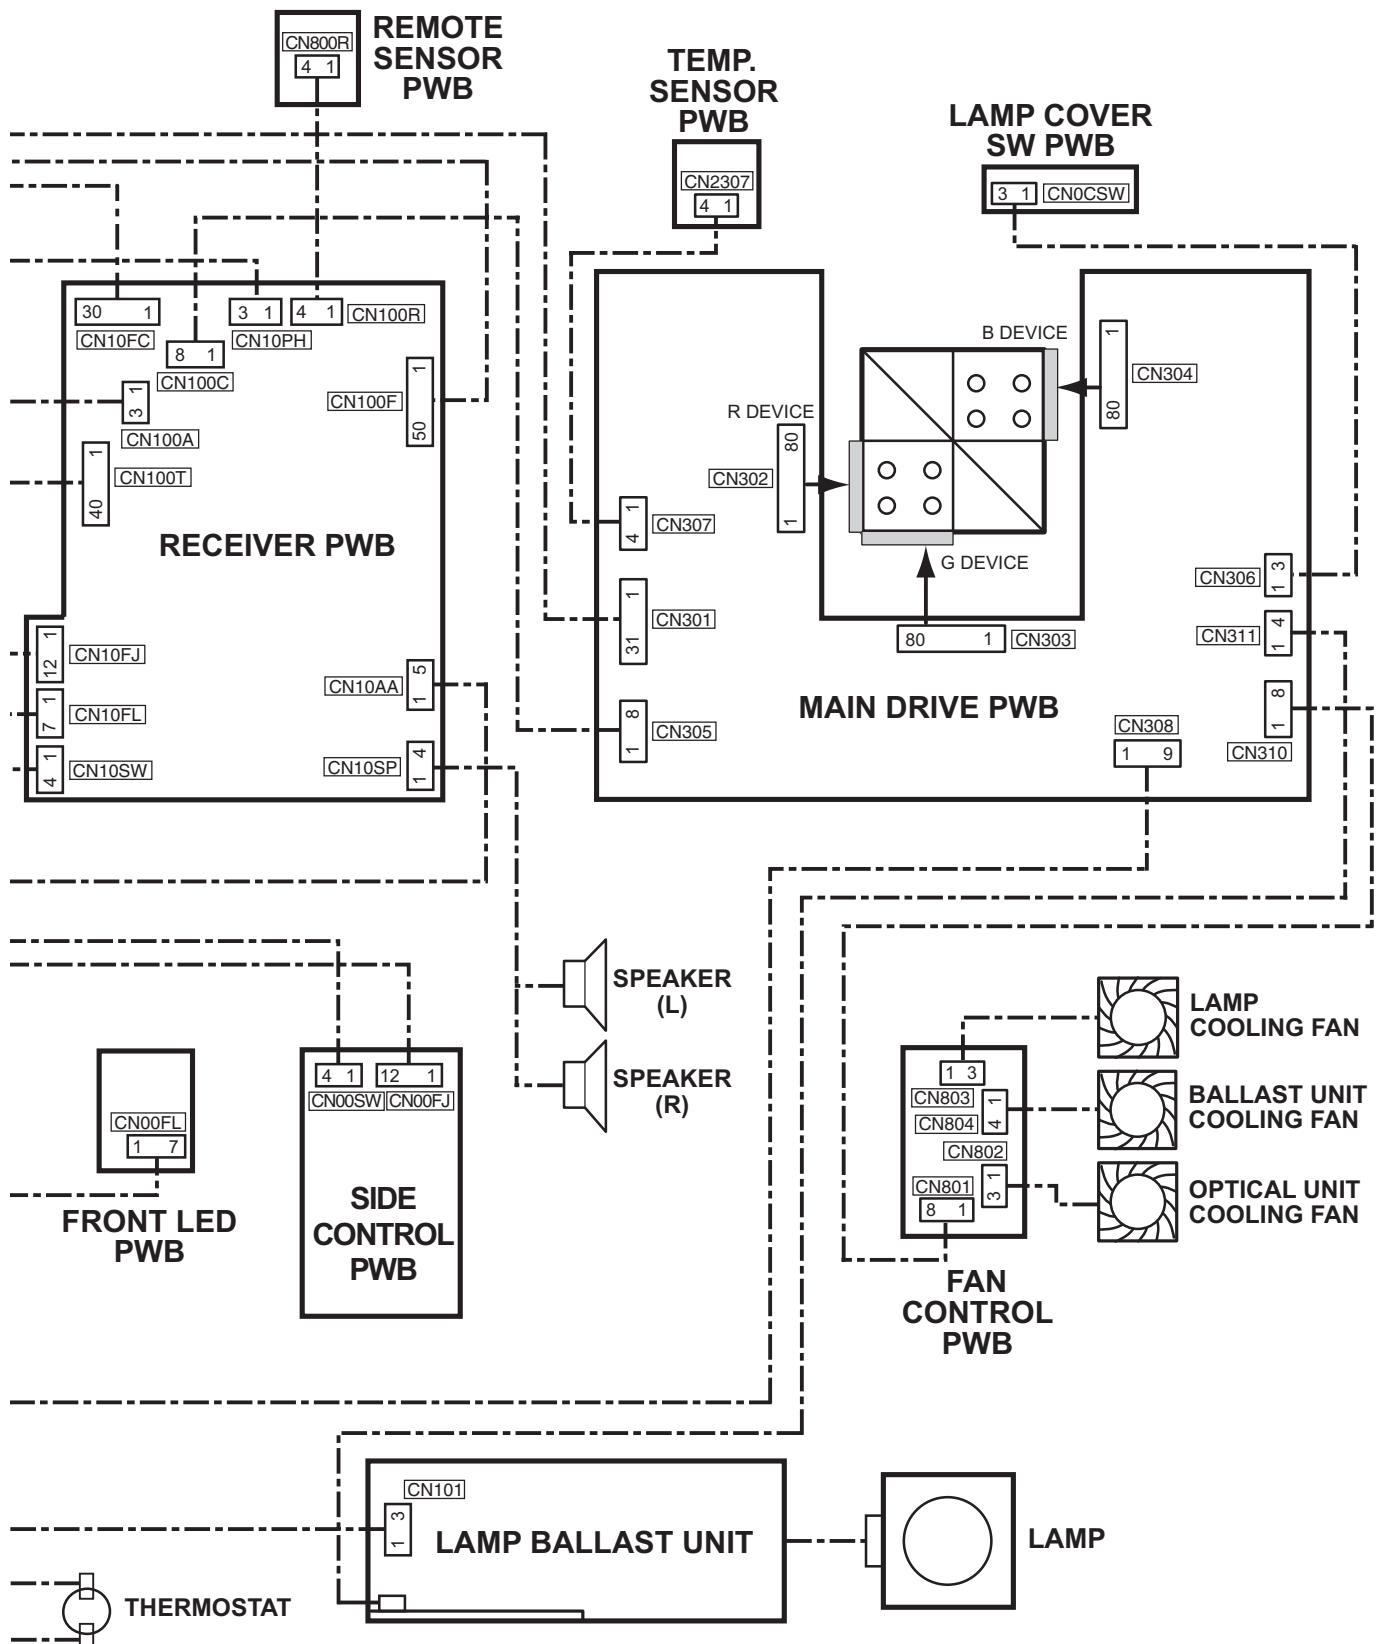 REMOTE
SENSOR
PWB
CN800R
4 1
TEMP.
SENSOR
PWB
CN2307
4 1
LAMP COVER
SW PWB
3 1 CN0CSW
30 1
CN10FC
3 1
CN10PH
4 1 CN100R
8 1
CN100C
3 1
CN100A
CN100F
50 1
40 1
CN100T
RECEIVER PWB
12 1
CN10FJ
7 1
CN10FL
4 1
CN10SW
CN10AA
1 5
CN10SP
1 4
B DEVICE
80 1
CN304
R DEVICE
CN302
1 80
G DEVICE
80 1 CN303
4 1
CN307
31 1
CN301
1 8
CN305
CN306
1 3
CN311
1 4
1 8
CN310
CN308
1 9
MAIN DRIVE PWB
SPEAKER
(L)
SPEAKER
(R)
CN00FL
1 7
FRONT LED
PWB
4 1
CN00SW
12 1
CN00FJ
SIDE
CONTROL
PWB
LAMP
COOLING FAN
BALLAST UNIT
COOLING FAN
OPTICAL UNIT
COOLING FAN
1 3
CN803
CN804
4 1
CN802
3 1
CN801
8 1
FAN
CONTROL
PWB
CN101
1 3
LAMP BALLAST UNIT
LAMP
THERMOSTAT